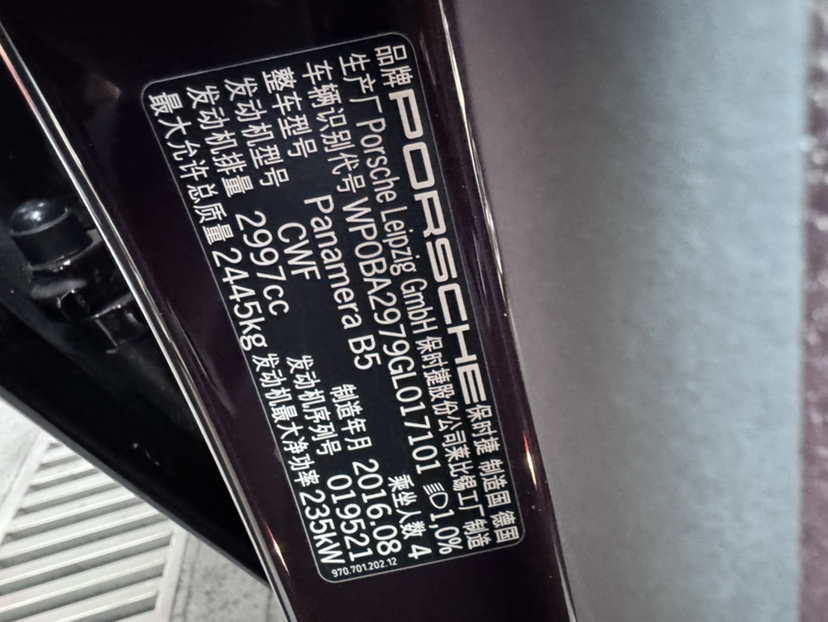 品牌 PORSCHE 保时捷 制造国 德国
生产厂 Porsche Leipzig GmbH 保时捷股份公司莱比锡工厂制造
车辆识别代号 WP0BA2979GL017101 1,0%
整车型号 Panamera B5 乘坐人数 4
发动机型号 CWF 制造年月 2016.08
发动机排量 2997cc 发动机序列号 019521
最大允许总质量 2445kg 发动机最大净功率 235kW
970.701.202.12